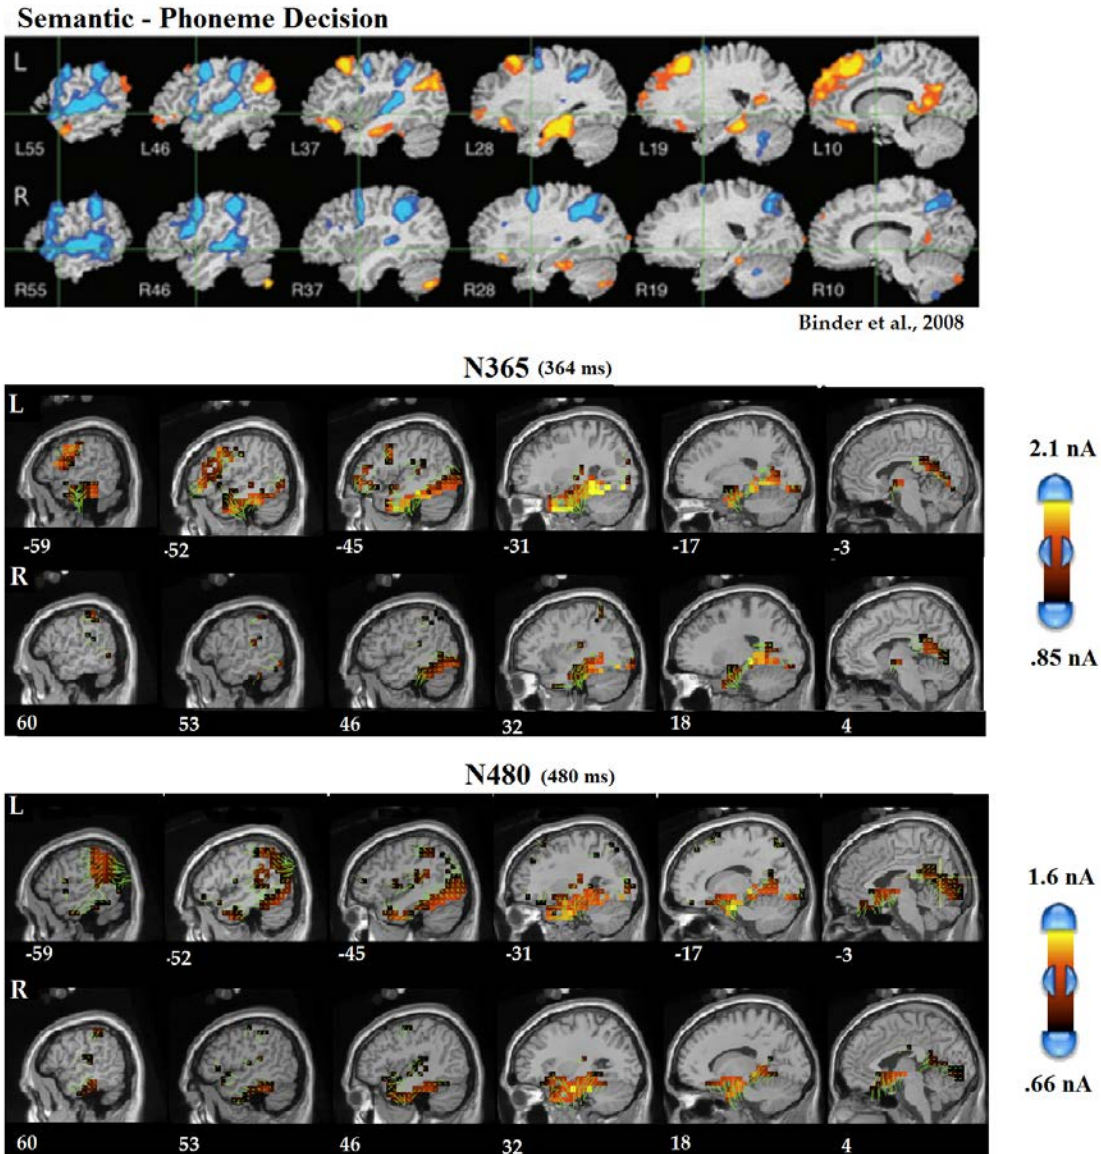 Semantic - Phoneme Decision
L
L55 L46 L37 L28 L19 L10
R
R55 R46 R37 R28 R19 R10
Binder et al., 2008
N365 (364 ms)
L
-59 -52 -45 -31 -17 -3
R
60 53 46 32 18 4
2.1 nA
.85 nA
N480 (480 ms)
L
-59 -52 -45 -31 -17 -3
R
60 53 46 32 18 4
1.6 nA
.66 nA